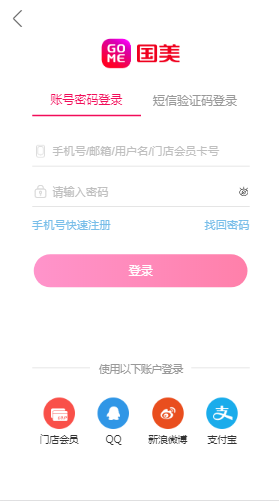 GO
ME 国美
账号密码登录 短信验证码登录
手机号/邮箱/用户名/门店会员卡号
请输入密码
手机号快速注册 找回密码
登录
使用以下账户登录
门店会员 QQ 新浪微博 支付宝